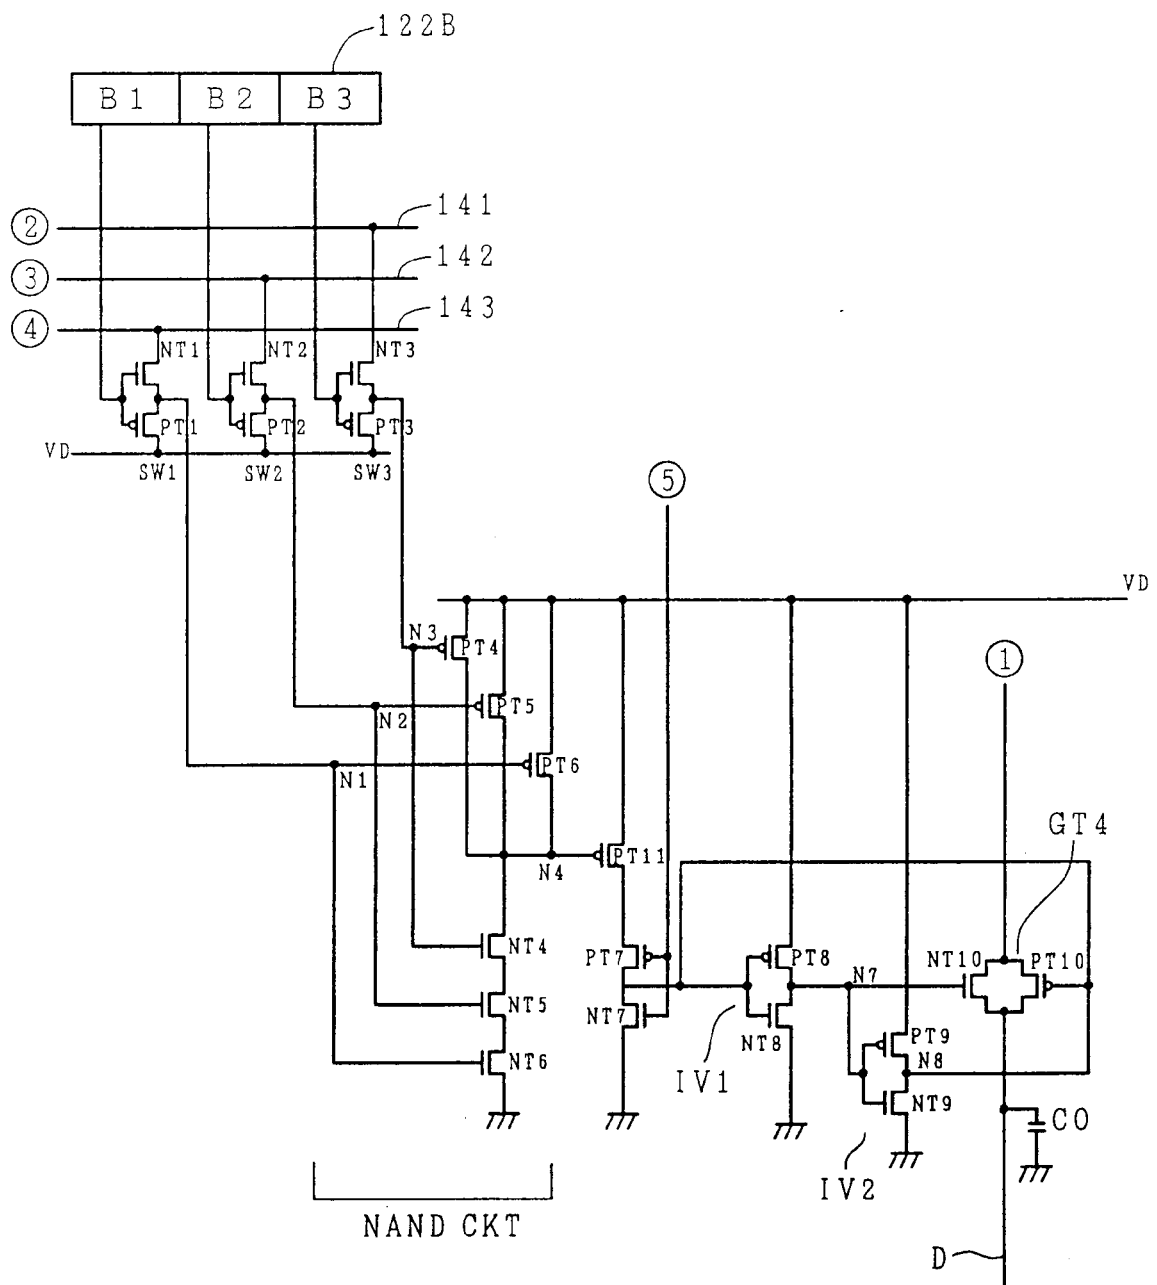 122B
B1 B2 B3
② 141
③ 142
④ 143
NT1 NT2 NT3
PT1 PT2 PT3
VD
SW1 SW2 SW3
⑤
VD
N3 PT4
①
N2 PT5
N1 PT6
GT4
N4 PT11
NT4 PT7 PT8 N7 NT10 PT10
NT5 NT7 NT8 PT9
N8
NT6 IV1 NT9
C0
IV2
NAND CKT
D